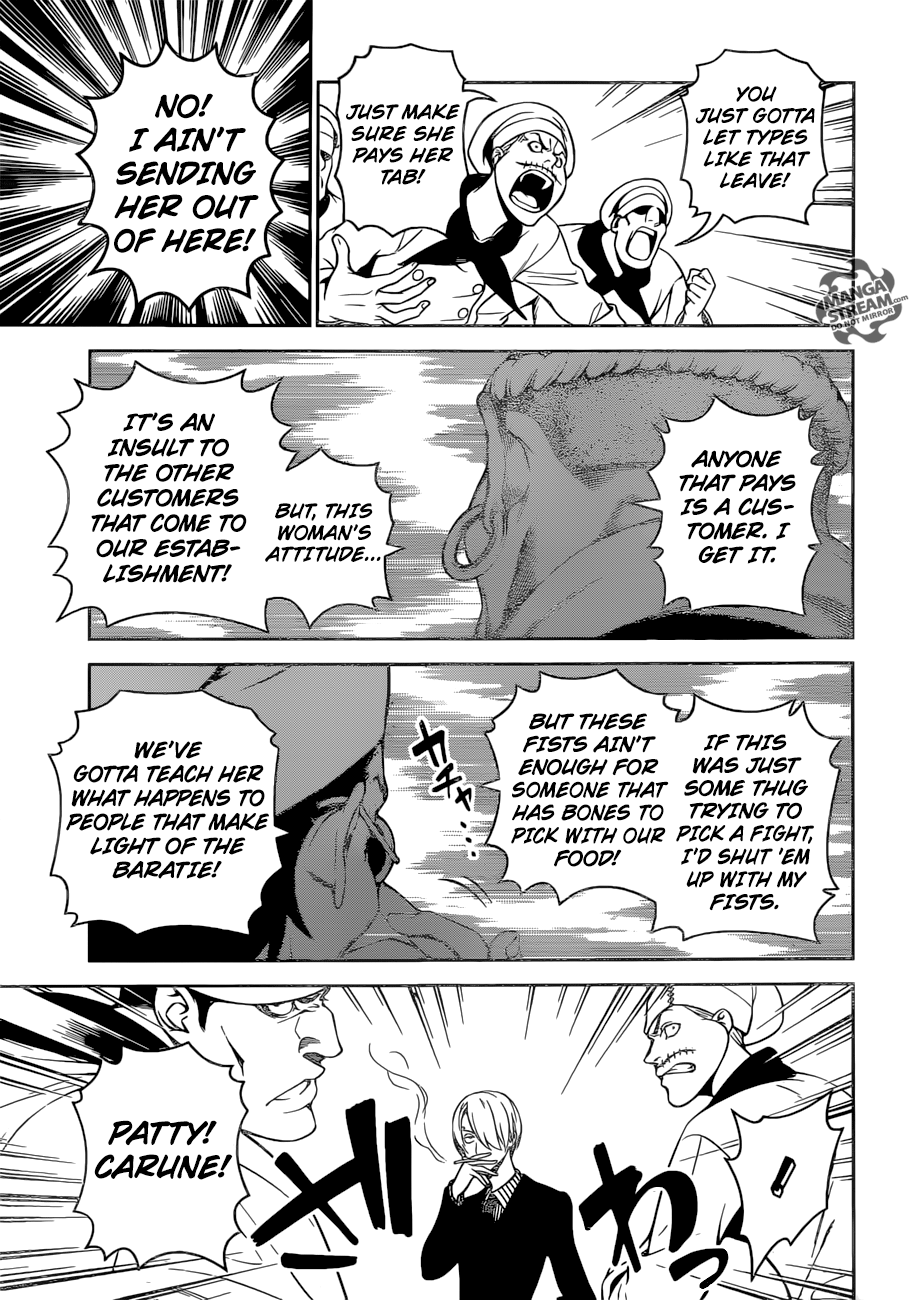 YOU
JUST GOTTA
LET TYPES
LIKE THAT
LEAVE!
JUST MAKE
SURE SHE
PAYS HER
TAB!
NO!
I AIN'T
SENDING
HER OUT
OF HERE!
MANGA
STREAM.com
DO NOT MIRROR
ANYONE
THAT PAYS
IS A CUS-
TOMER. I
GET IT.
BUT, THIS
WOMAN'S
ATTITUDE...
IT'S AN
INSULT TO
THE OTHER
CUSTOMERS
THAT COME TO
OUR ESTAB-
LISHMENT!
IF THIS
WAS JUST
SOME THUG
TRYING TO
PICK A FIGHT,
I'D SHUT 'EM
UP WITH MY
FISTS.
BUT THESE
FISTS AIN'T
ENOUGH FOR
SOMEONE THAT
HAS BONES TO
PICK WITH OUR
FOOD!
ガチャ…
WE'VE
GOTTA TEACH HER
WHAT HAPPENS TO
PEOPLE THAT MAKE
LIGHT OF THE
BARATIE!
!
PATTY!
CARUNE!
ざ
わっ